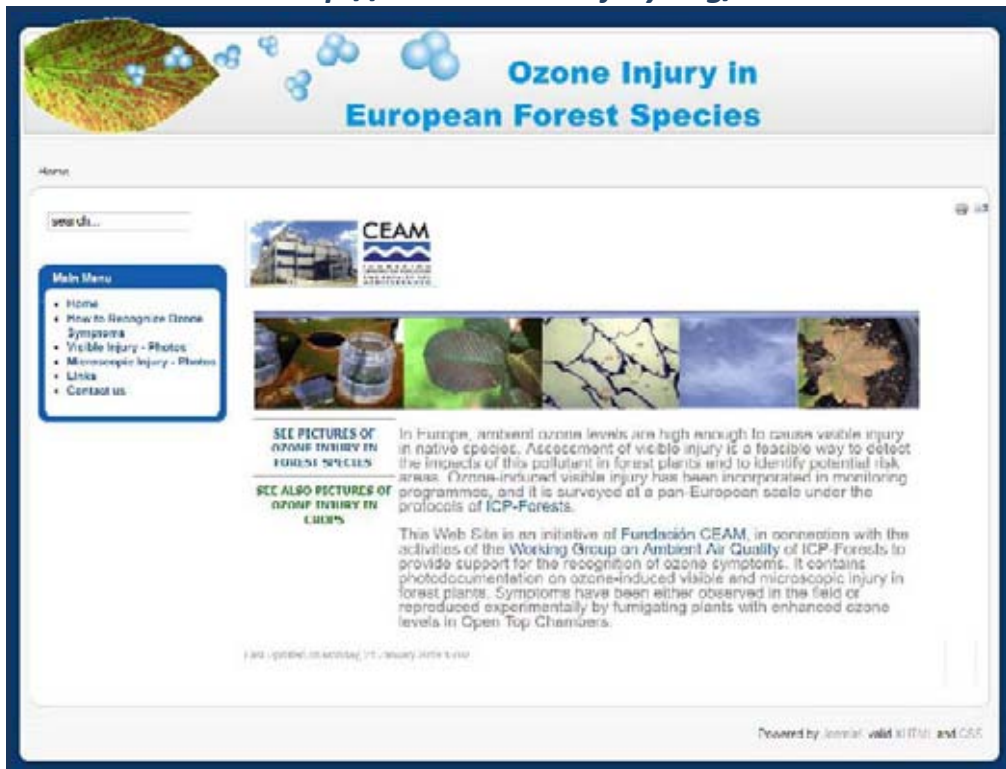 Ozone Injury in
European Forest Species
Home
search...
CEAM
Main Menu
Home
How to Recognize Ozone
Symptoms
Visible Injury - Photos
Microscopic Injury - Photos
Links
Contact us
SEE PICTURES OF
OZONE INJURY IN
FOREST SPECIES
SEE ALSO PICTURES OF
OZONE INJURY IN
CROPS
In Europe, ambient ozone levels are high enough to cause visible injury
in native species. Assessment of visible injury is a feasible way to detect
the impacts of this pollutant in forest plants and to identify potential risk
areas. Ozone-induced visible injury has been incorporated in monitoring
programmes, and it is surveyed at a pan-European scale under the
protocols of ICP-Forests.
This Web Site is an initiative of Fundación CEAM, in connection with the
activities of the Working Group on Ambient Air Quality of ICP-Forests to
provide support for the recognition of ozone symptoms. It contains
photodocumentation on ozone-induced visible and microscopic injury in
forest plants. Symptoms have been either observed in the field or
reproduced experimentally by fumigating plants with enhanced ozone
levels in Open Top Chambers.
Last Updated on Monday, January
Powered by Joomla! valid XHTML and CSS